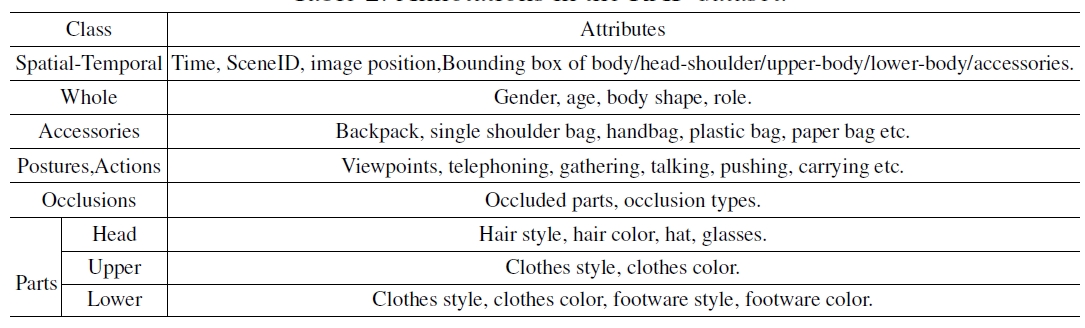 Class Attributes
Spatial-Temporal Time, SceneID, image position,Bounding box of body/head-shoulder/upper-body/lower-body/accessories.
Whole Gender, age, body shape, role.
Accessories Backpack, single shoulder bag, handbag, plastic bag, paper bag etc.
Postures,Actions Viewpoints, telephoning, gathering, talking, pushing, carrying etc.
Occlusions Occluded parts, occlusion types.
Parts
Head Hair style, hair color, hat, glasses.
Upper Clothes style, clothes color.
Lower Clothes style, clothes color, footware style, footware color.